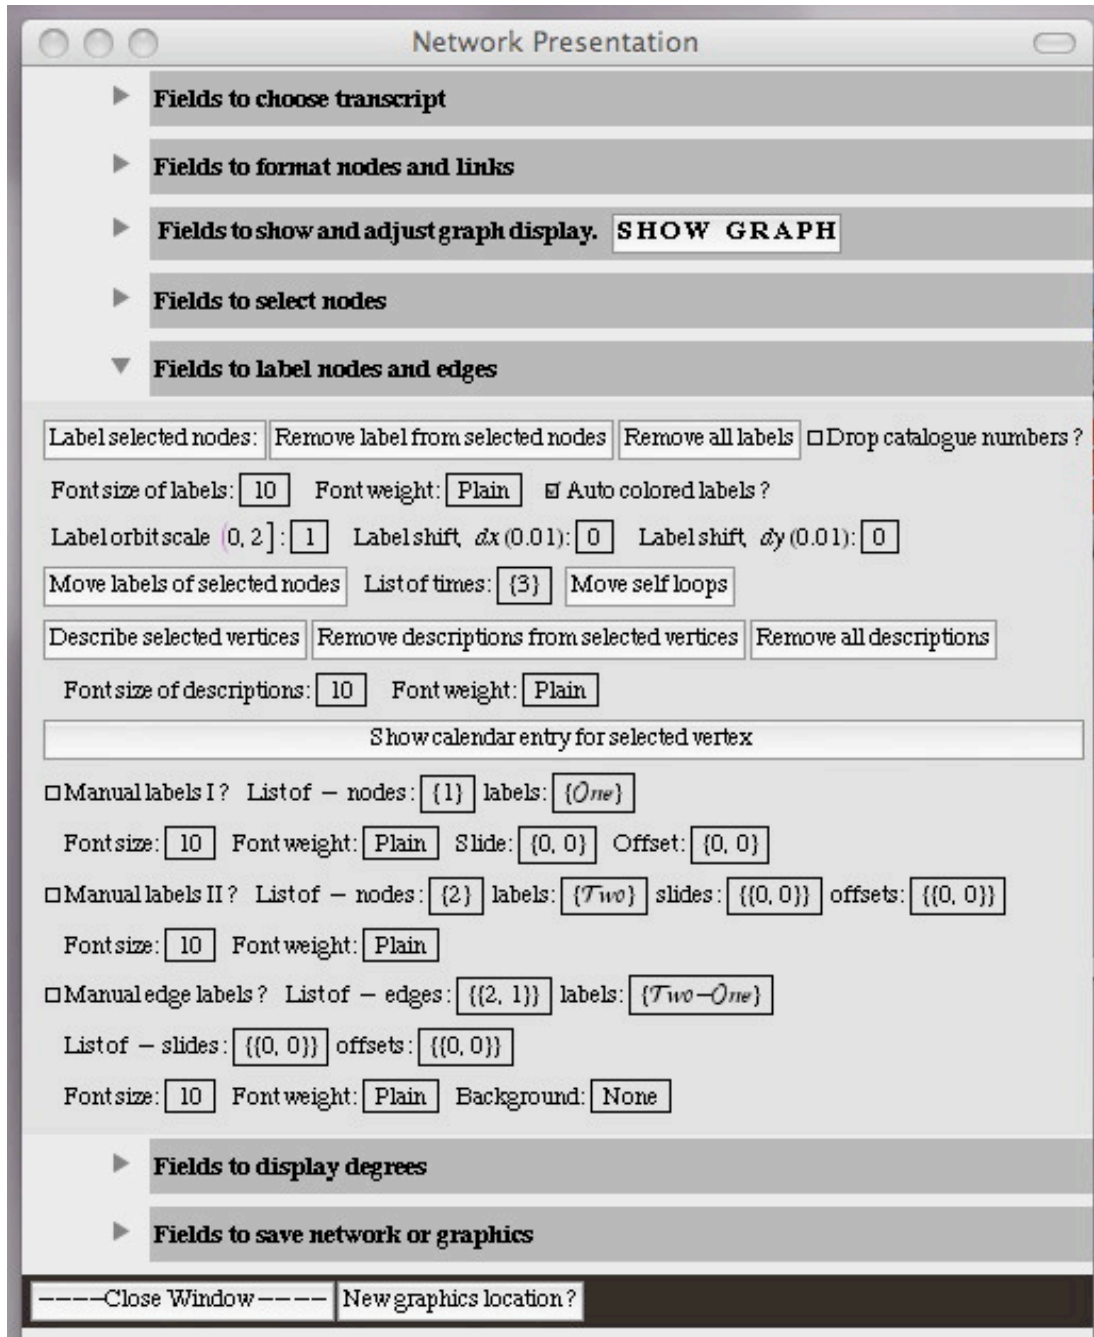 Network Presentation
Fields to choose transcript
Fields to format nodes and links
Fields to show and adjust graph display. SHOW GRAPH
Fields to select nodes
Fields to label nodes and edges
Label selected nodes: Remove label from selected nodes Remove all labels Drop catalogue numbers?
Font size of labels: 10 Font weight: Plain Auto colored labels?
Label orbit scale (0, 2]: 1 Label shift, dx (0.01): 0 Label shift, dy (0.01): 0
Move labels of selected nodes List of times: {3} Move self loops
Describe selected vertices Remove descriptions from selected vertices Remove all descriptions
Font size of descriptions: 10 Font weight: Plain
Show calendar entry for selected vertex
Manual labels I? List of — nodes: {1} labels: {One}
Font size: 10 Font weight: Plain Slide: {0, 0} Offset: {0, 0}
Manual labels II? List of — nodes: {2} labels: {Two} slides: {{0, 0}} offsets: {{0, 0}}
Font size: 10 Font weight: Plain
Manual edge labels? List of — edges: {{2, 1}} labels: {Two—One}
List of — slides: {{0, 0}} offsets: {{0, 0}}
Font size: 10 Font weight: Plain Background: None
Fields to display degrees
Fields to save network or graphics
————Close Window———— New graphics location?